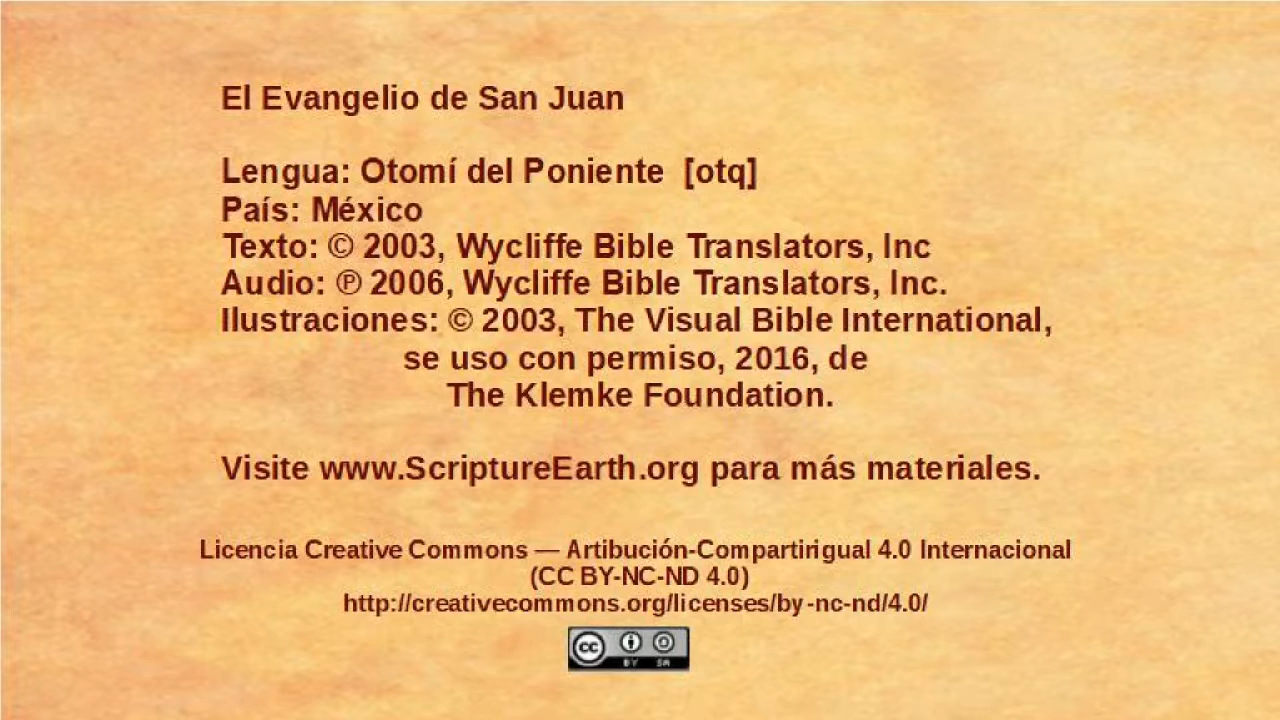 El Evangelio de San Juan
Lengua: Otomí del Poniente [otq]
País: México
Texto: © 2003, Wycliffe Bible Translators, Inc
Audio: ℗ 2006, Wycliffe Bible Translators, Inc.
Ilustraciones: © 2003, The Visual Bible International,
se uso con permiso, 2016, de
The Klemke Foundation.
Visite www.ScriptureEarth.org para más materiales.
Licencia Creative Commons — Artibución-Compartirigual 4.0 Internacional
(CC BY-NC-ND 4.0)
http://creativecommons.org/licenses/by-nc-nd/4.0/
cc BY SA